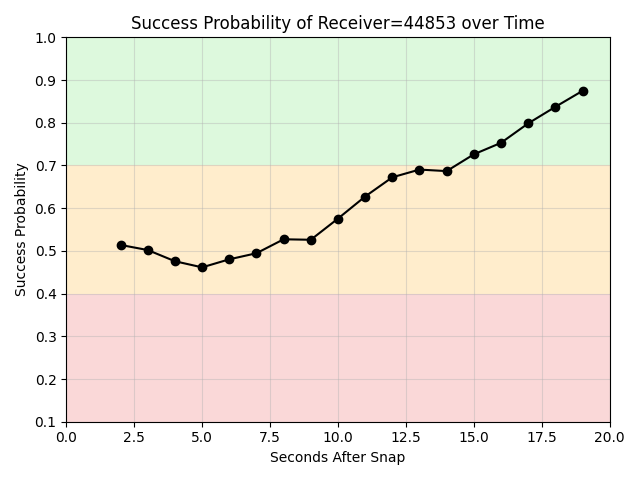 Success Probability of Receiver=44853 over Time
1.0
0.9
0.8
0.7
0.6
0.5
0.4
0.3
0.2
0.1
Success Probability
0.0 2.5 5.0 7.5 10.0 12.5 15.0 17.5 20.0
Seconds After Snap